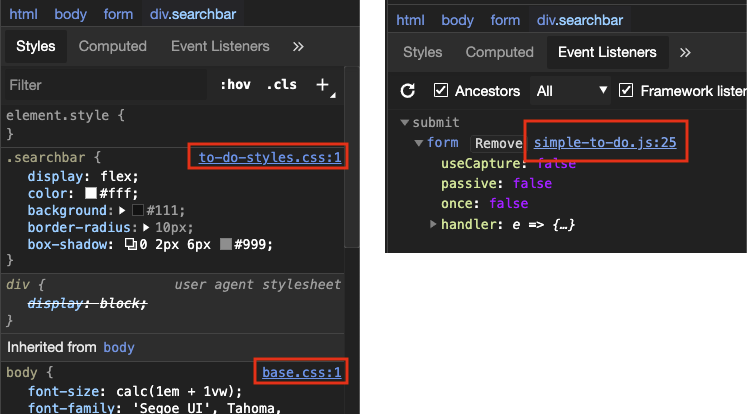 html body form div.searchbar
Styles Computed Event Listeners »
Filter :hov .cls +
element.style {
}
.searchbar { to-do-styles.css:1
display: flex;
color: #fff;
background: #111;
border-radius: 10px;
box-shadow: 0 2px 6px #999;
}
div { user agent stylesheet
display: block;
}
Inherited from body
body { base.css:1
font-size: calc(1em + 1vw);
font-family: 'Segoe UI', Tahoma,
html body form div.searchbar
Styles Computed Event Listeners »
Ancestors All Framework listen
submit
form Remove simple-to-do.js:25
useCapture: false
passive: false
once: false
handler: e => {…}